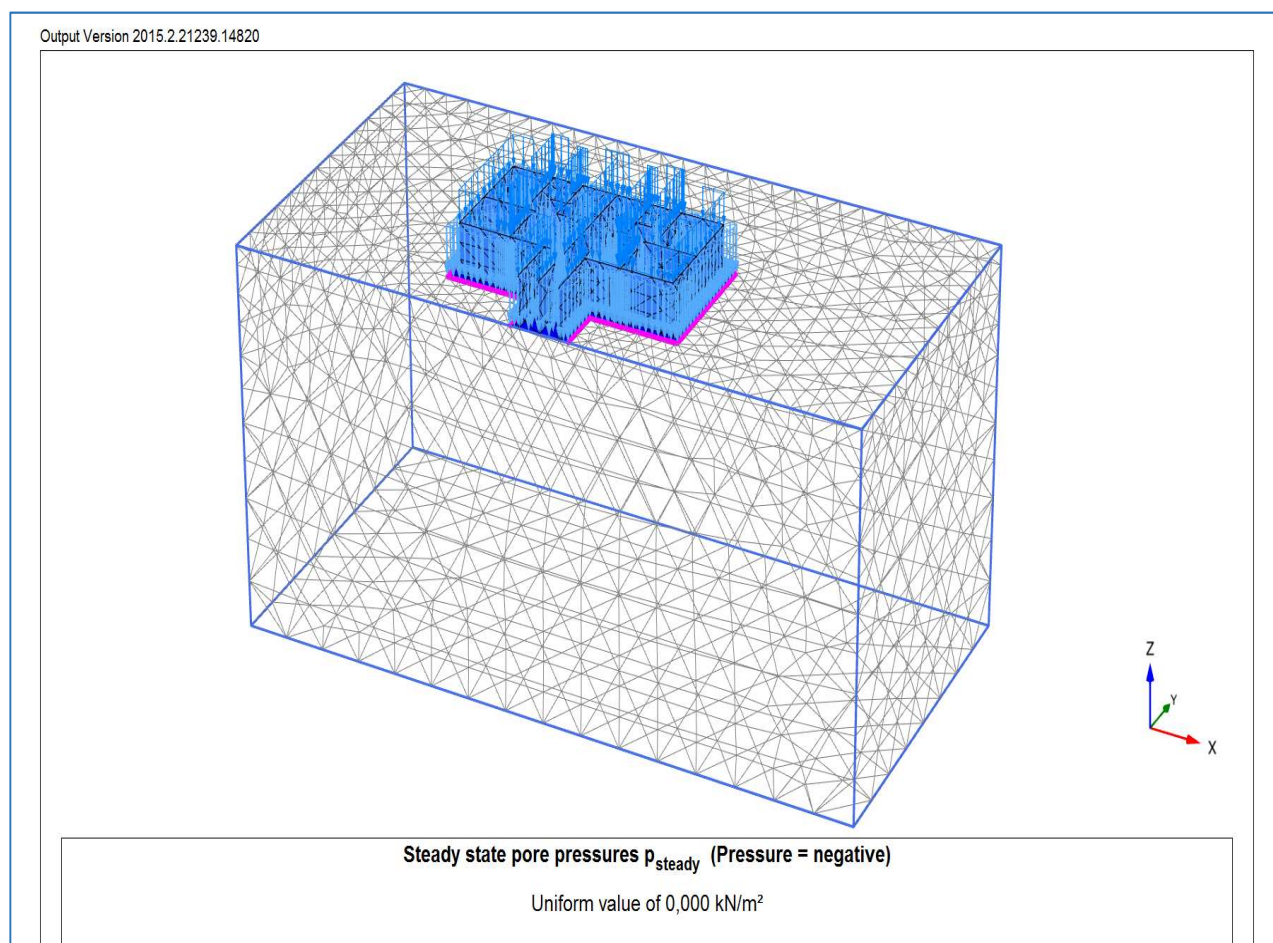 Output Version 2015.2.21239.14820
Z
Y
X
Steady state pore pressures psteady (Pressure = negative)
Uniform value of 0,000 kN/m²